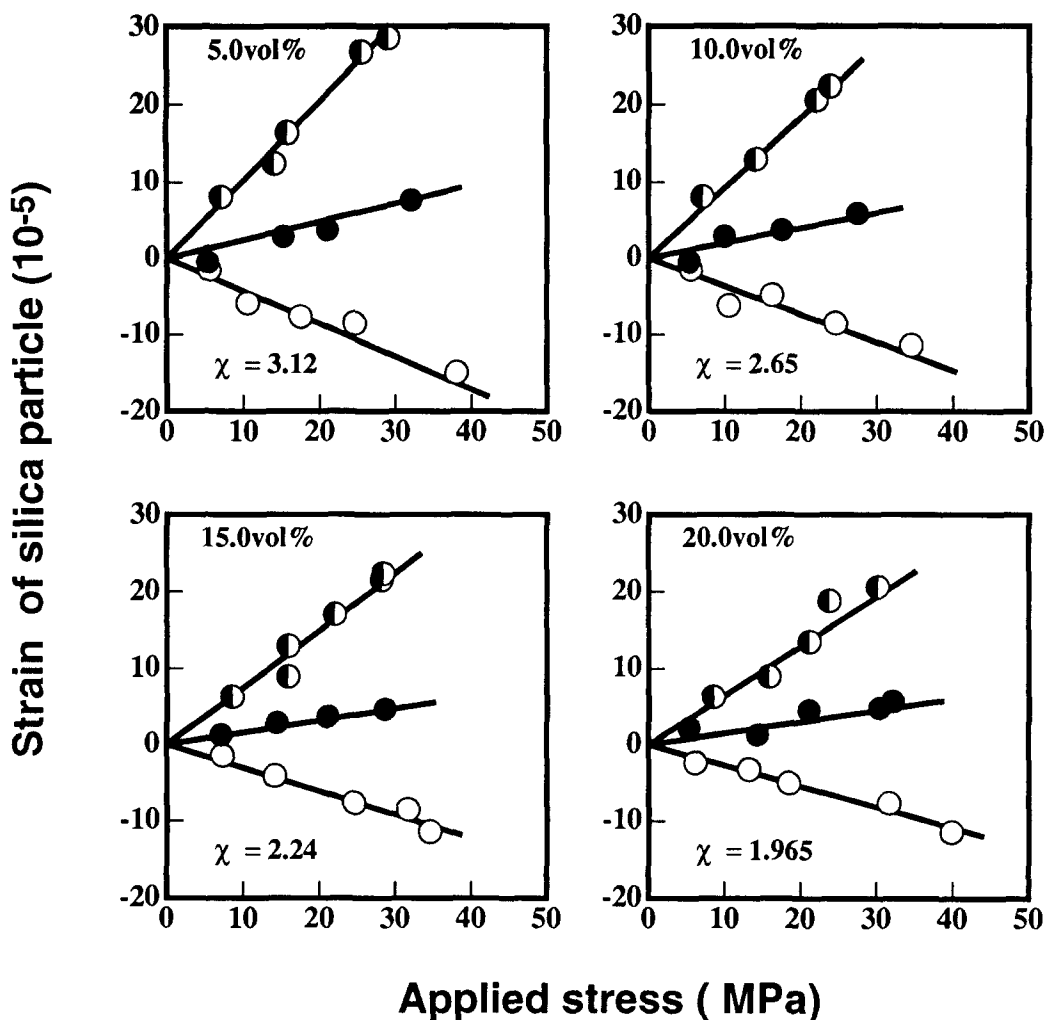 Strain of silica particle (10-5)
30
20
10
0
-10
-20
5.0vol%
χ = 3.12
0 10 20 30 40 50
30
20
10
0
-10
-20
10.0vol%
χ = 2.65
0 10 20 30 40 50
30
20
10
0
-10
-20
15.0vol%
χ = 2.24
0 10 20 30 40 50
30
20
10
0
-10
-20
20.0vol%
χ = 1.965
0 10 20 30 40 50
Applied stress ( MPa)